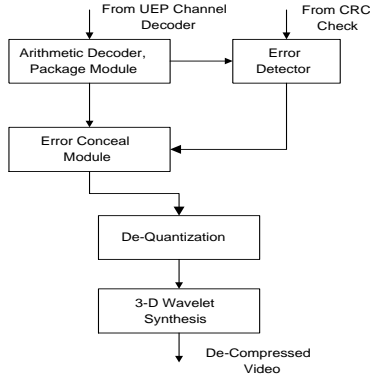 From UEP Channel
Decoder
From CRC
Check
Arithmetic Decoder,
Package Module
Error
Detector
Error Conceal
Module
De-Quantization
3-D Wavelet
Synthesis
De-Compressed
Video